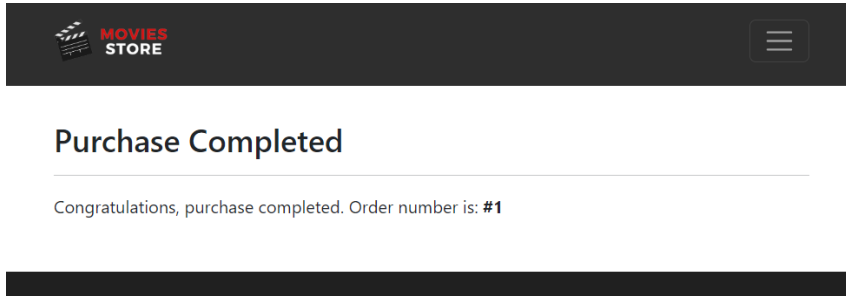 MOVIES
STORE
Purchase Completed
Congratulations, purchase completed. Order number is: #1